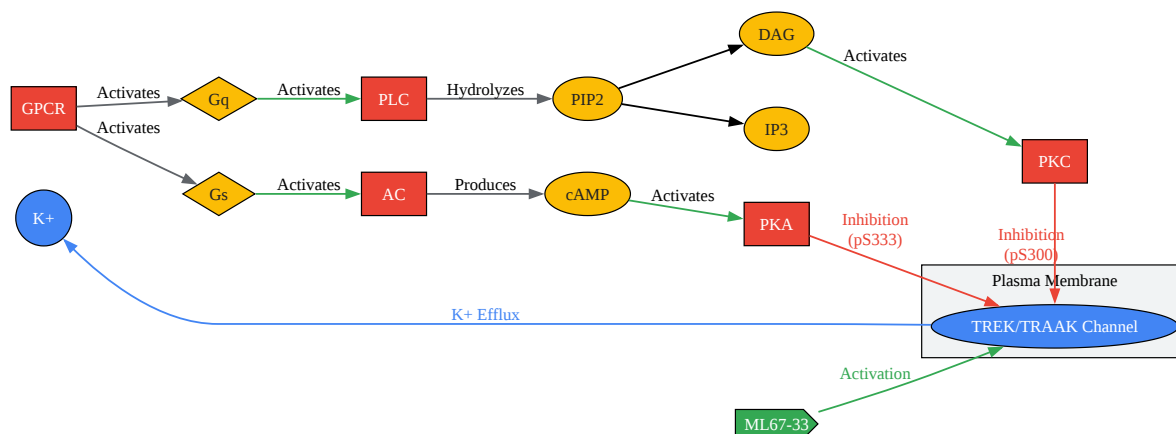 DAG
Activates
Activates
Gq
Activates
PLC
Hydrolyzes
PIP2
GPCR
Activates
IP3
PKC
Gs
Activates
AC
Produces
cAMP
Activates
K+
PKA
Inhibition
(pS333)
Inhibition
(pS300)
Plasma Membrane
K+ Efflux
TREK/TRAAK Channel
Activation
ML67-33